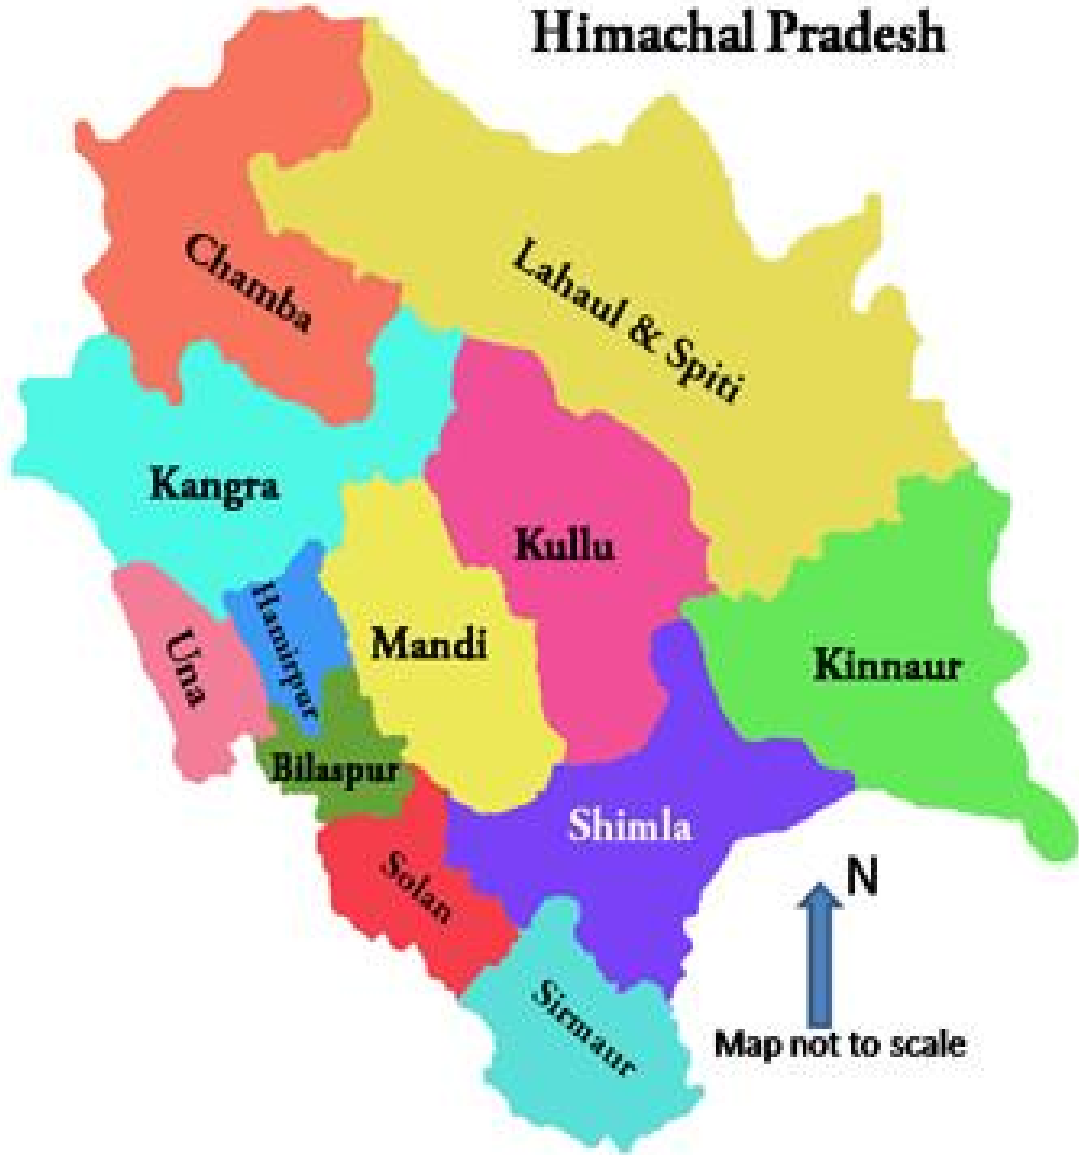 Himachal Pradesh
Chamba
Lahaul & Spiti
Kangra
Kullu
Hamirpur
Una
Mandi
Kinnaur
Bilaspur
Shimla
Solan
N
Sirmaur
Map not to scale